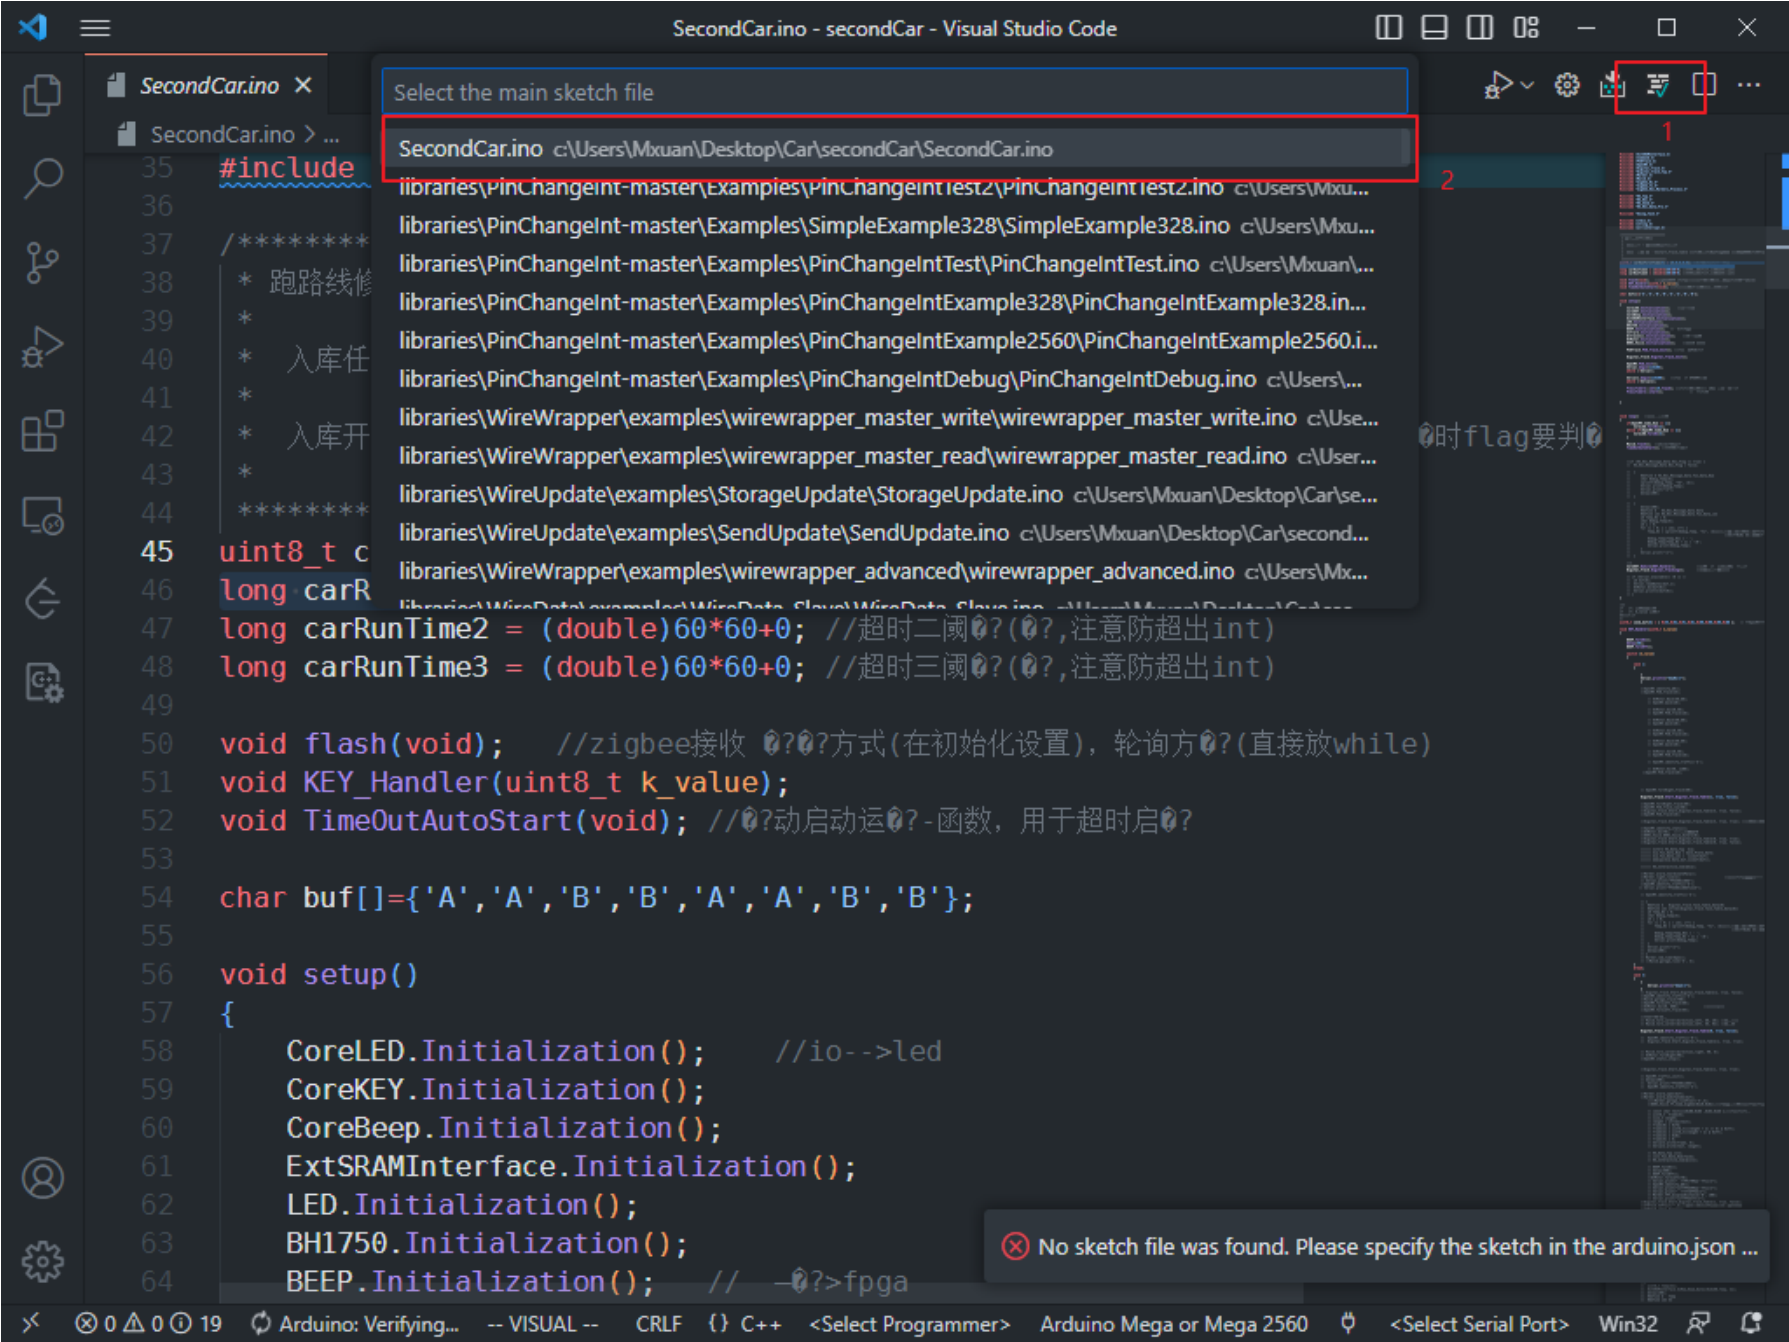 SecondCar.ino - secondCar - Visual Studio Code
SecondCar.ino
SecondCar.ino > ...
Select the main sketch file
1
SecondCar.ino c:\Users\Mxuan\Desktop\Car\secondCar\SecondCar.ino
2
libraries\PinChangeInt-master\Examples\PinChangeIntTest2\PinChangeIntTest2.ino c:\Users\Mxu...
libraries\PinChangeInt-master\Examples\SimpleExample328\SimpleExample328.ino c:\Users\Mxu...
libraries\PinChangeInt-master\Examples\PinChangeIntTest\PinChangeIntTest.ino c:\Users\Mxuan\...
libraries\PinChangeInt-master\Examples\PinChangeIntExample328\PinChangeIntExample328.in...
libraries\PinChangeInt-master\Examples\PinChangeIntExample2560\PinChangeIntExample2560.i...
libraries\PinChangeInt-master\Examples\PinChangeIntDebug\PinChangeIntDebug.ino c:\Users\...
libraries\WireWrapper\examples\wirewrapper_master_write\wirewrapper_master_write.ino c:\Use...
libraries\WireWrapper\examples\wirewrapper_master_read\wirewrapper_master_read.ino c:\User...
libraries\WireUpdate\examples\StorageUpdate\StorageUpdate.ino c:\Users\Mxuan\Desktop\Car\se...
libraries\WireUpdate\examples\SendUpdate\SendUpdate.ino c:\Users\Mxuan\Desktop\Car\second...
libraries\WireWrapper\examples\wirewrapper_advanced\wirewrapper_advanced.ino c:\Users\Mx...
libraries\WireData\examples\WireData_Slave\WireData_Slave.ino c:\Users\Mxuan\Desktop\Car\sec...
35 #include
36
37 /********
38 * 跑路线修
39 *
40 * 入库任
41 *
42 * 入库开 �时flag要判�
43 *
44 ********
45 uint8_t c
46 long carR
47 long carRunTime2 = (double)60*60+0; //超时二阈�?(�?,注意防超出int)
48 long carRunTime3 = (double)60*60+0; //超时三阈�?(�?,注意防超出int)
49
50 void flash(void); //zigbee接收 �?�?方式(在初始化设置)，轮询方�?(直接放while)
51 void KEY_Handler(uint8_t k_value);
52 void TimeOutAutoStart(void); //�?动启动运�?-函数，用于超时启�?
53
54 char buf[]={'A','A','B','B','A','A','B','B'};
55
56 void setup()
57 {
58 CoreLED.Initialization(); //io-->led
59 CoreKEY.Initialization();
60 CoreBeep.Initialization();
61 ExtSRAMInterface.Initialization();
62 LED.Initialization();
63 BH1750.Initialization();
64 BEEP.Initialization(); // —�?>fpga
No sketch file was found. Please specify the sketch in the arduino.json ...
0 0 19 Arduino: Verifying... -- VISUAL -- CRLF {} C++ <Select Programmer> Arduino Mega or Mega 2560 <Select Serial Port> Win32